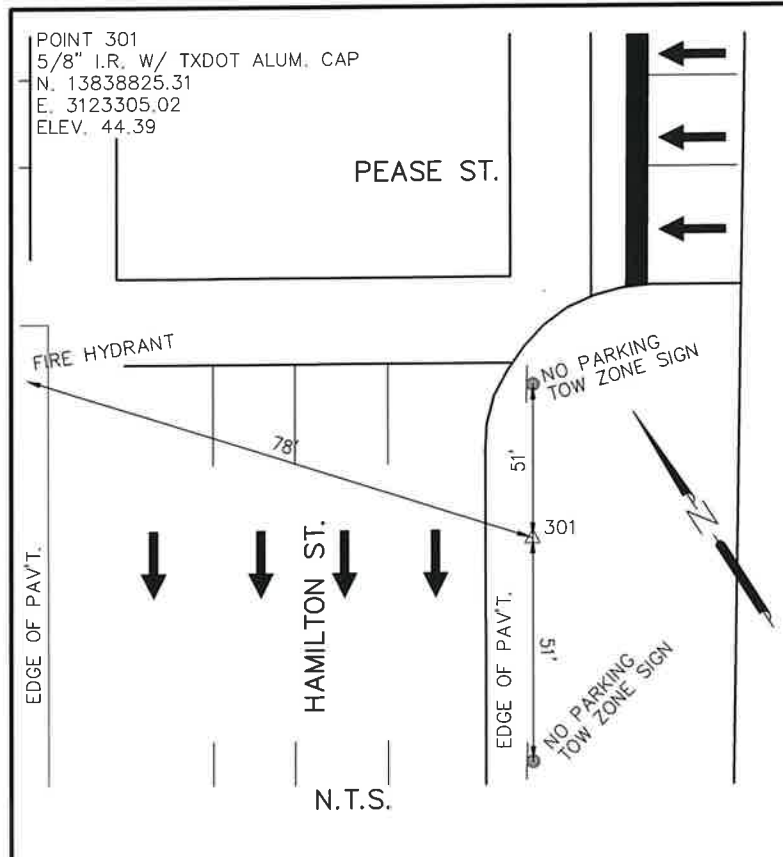 POINT 301
5/8" I.R. W/ TXDOT ALUM. CAP
N. 13838825.31
E. 3123305.02
ELEV. 44.39
PEASE ST.
FIRE HYDRANT
NO PARKING
TOW ZONE SIGN
78'
51'
301
N
HAMILTON ST.
EDGE OF PAV'T.
EDGE OF PAV'T.
51'
NO PARKING
TOW ZONE SIGN
N.T.S.